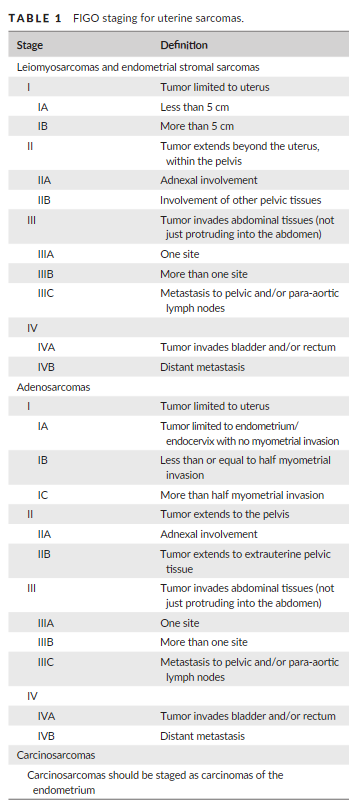 TABLE 1 FIGO staging for uterine sarcomas.
Stage Definition
Leiomyosarcomas and endometrial stromal sarcomas
I Tumor limited to uterus
IA Less than 5 cm
IB More than 5 cm
II Tumor extends beyond the uterus,
within the pelvis
IIA Adnexal involvement
IIB Involvement of other pelvic tissues
III Tumor invades abdominal tissues (not
just protruding into the abdomen)
IIIA One site
IIIB More than one site
IIIC Metastasis to pelvic and/or para-aortic
lymph nodes
IV
IVA Tumor invades bladder and/or rectum
IVB Distant metastasis
Adenosarcomas
I Tumor limited to uterus
IA Tumor limited to endometrium/
endocervix with no myometrial invasion
IB Less than or equal to half myometrial
invasion
IC More than half myometrial invasion
II Tumor extends to the pelvis
IIA Adnexal involvement
IIB Tumor extends to extrauterine pelvic
tissue
III Tumor invades abdominal tissues (not
just protruding into the abdomen)
IIIA One site
IIIB More than one site
IIIC Metastasis to pelvic and/or para-aortic
lymph nodes
IV
IVA Tumor invades bladder and/or rectum
IVB Distant metastasis
Carcinosarcomas
Carcinosarcomas should be staged as carcinomas of the
endometrium